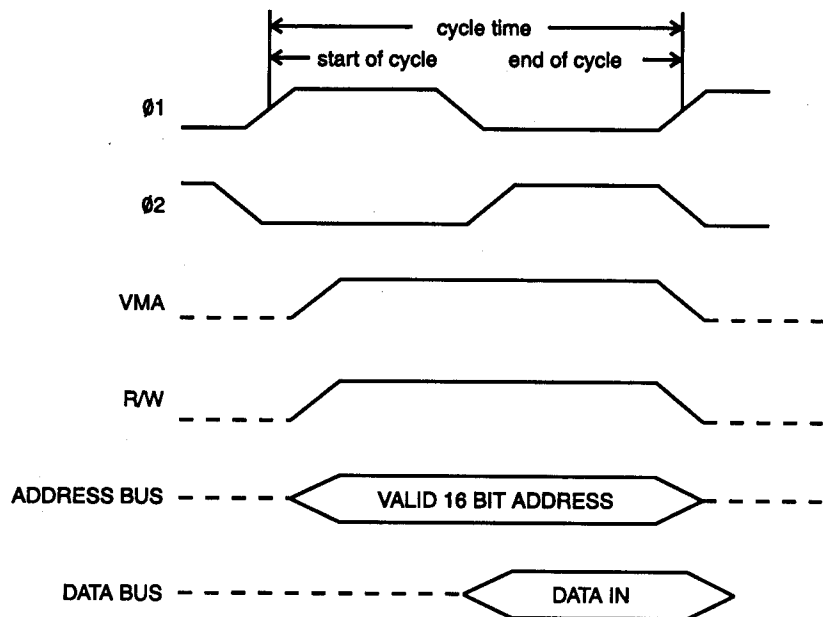 cycle time
start of cycle end of cycle
Ø1
Ø2
VMA
R/W
ADDRESS BUS VALID 16 BIT ADDRESS
DATA BUS DATA IN